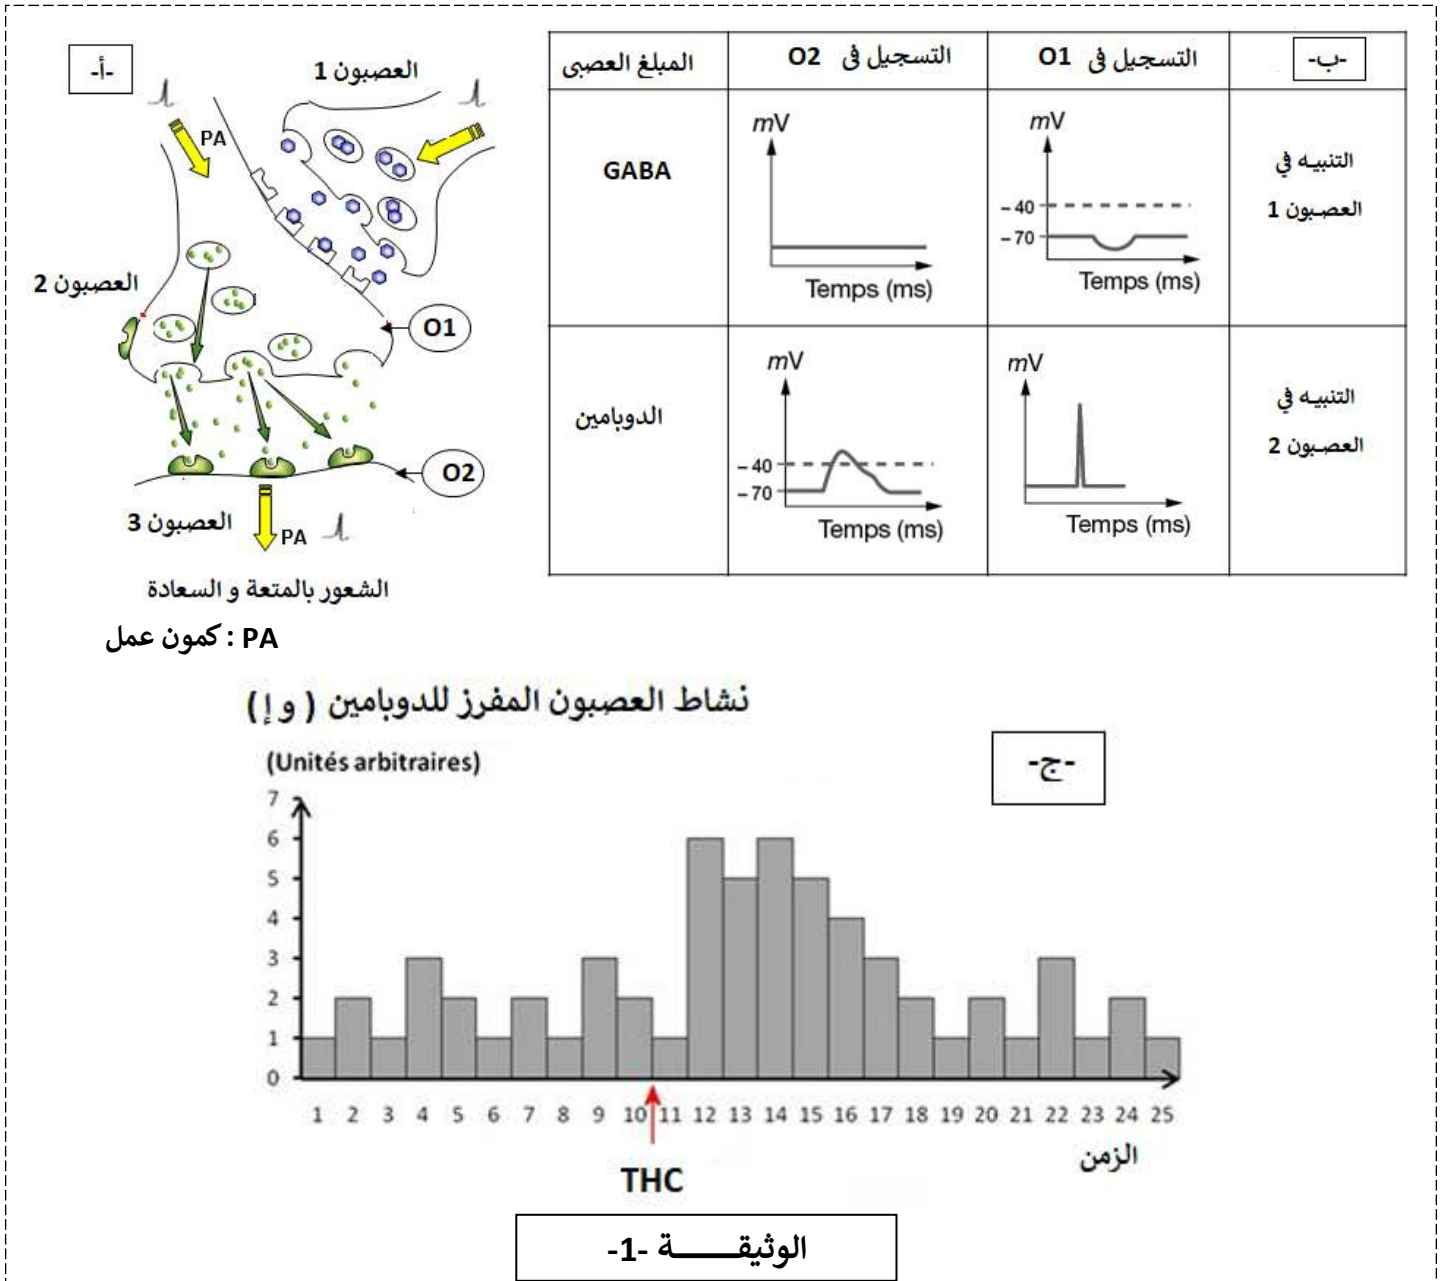 -أ-
العصبون 1
PA
العصبون 2
O1
O2
العصبون 3
PA
الشعور بالمتعة و السعادة
PA : كمون عمل
-ب-
التسجيل في O1
التسجيل في O2
المبلغ العصبي
التنبيه في
العصبون 1
mV
-40
-70
Temps (ms)
mV
Temps (ms)
GABA
التنبيه في
العصبون 2
mV
Temps (ms)
mV
-40
-70
Temps (ms)
الدوبامين
نشاط العصبون المفرز للدوبامين ( و إ )
(Unités arbitraires)
-ج-
7
6
5
4
3
2
1
0
1 2 3 4 5 6 7 8 9 10 11 12 13 14 15 16 17 18 19 20 21 22 23 24 25
الزمن
THC
الوثيقـــــة -1-